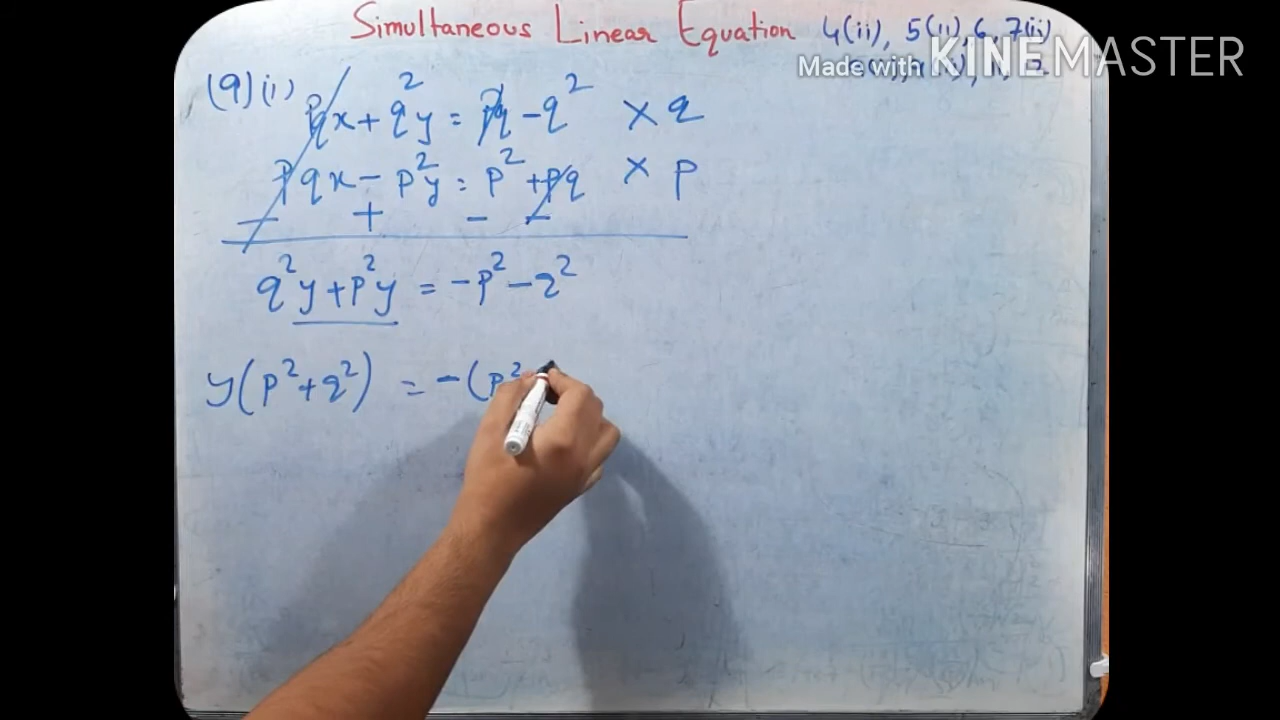 Simultaneous Linear Equation 4(ii), 5(ii), 6, 7(ii)
Made with KINEMASTER
(9)(i) pqx + q²y = pq - q² × q
pqx - p²y = p² + pq × p
- + - -
q²y + p²y = -p² - q²
y(p² + q²) = -(p²